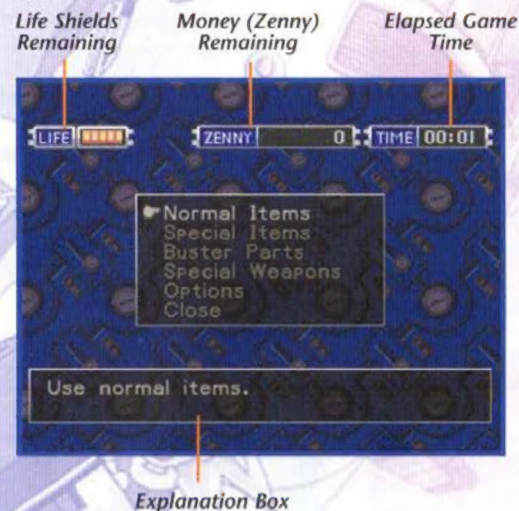 Life Shields
Remaining
Money (Zenny)
Remaining
Elapsed Game
Time
LIFE
ZENNY 0
TIME 00:01
Normal Items
Special Items
Buster Parts
Special Weapons
Options
Close
Use normal items.
Explanation Box